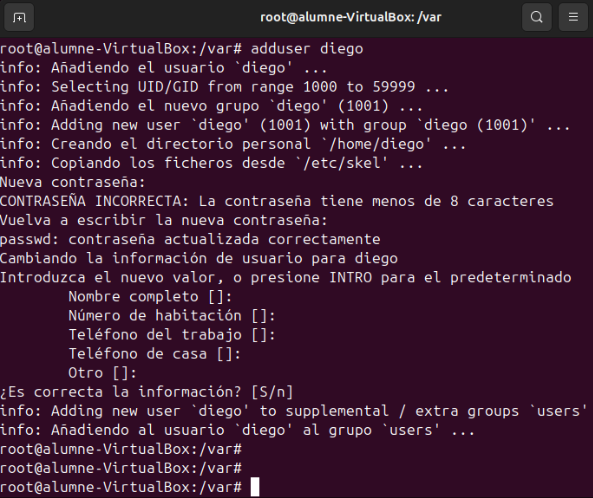 root@alumne-VirtualBox: /var
root@alumne-VirtualBox:/var# adduser diego
info: Añadiendo el usuario `diego' ...
info: Selecting UID/GID from range 1000 to 59999 ...
info: Añadiendo el nuevo grupo `diego' (1001) ...
info: Adding new user `diego' (1001) with group `diego (1001)' ...
info: Creando el directorio personal `/home/diego' ...
info: Copiando los ficheros desde `/etc/skel' ...
Nueva contraseña:
CONTRASEÑA INCORRECTA: La contraseña tiene menos de 8 caracteres
Vuelva a escribir la nueva contraseña:
passwd: contraseña actualizada correctamente
Cambiando la información de usuario para diego
Introduzca el nuevo valor, o presione INTRO para el predeterminado
        Nombre completo []:
        Número de habitación []:
        Teléfono del trabajo []:
        Teléfono de casa []:
        Otro []:
¿Es correcta la información? [S/n]
info: Adding new user `diego' to supplemental / extra groups `users'
info: Añadiendo al usuario `diego' al grupo `users' ...
root@alumne-VirtualBox:/var#
root@alumne-VirtualBox:/var#
root@alumne-VirtualBox:/var#